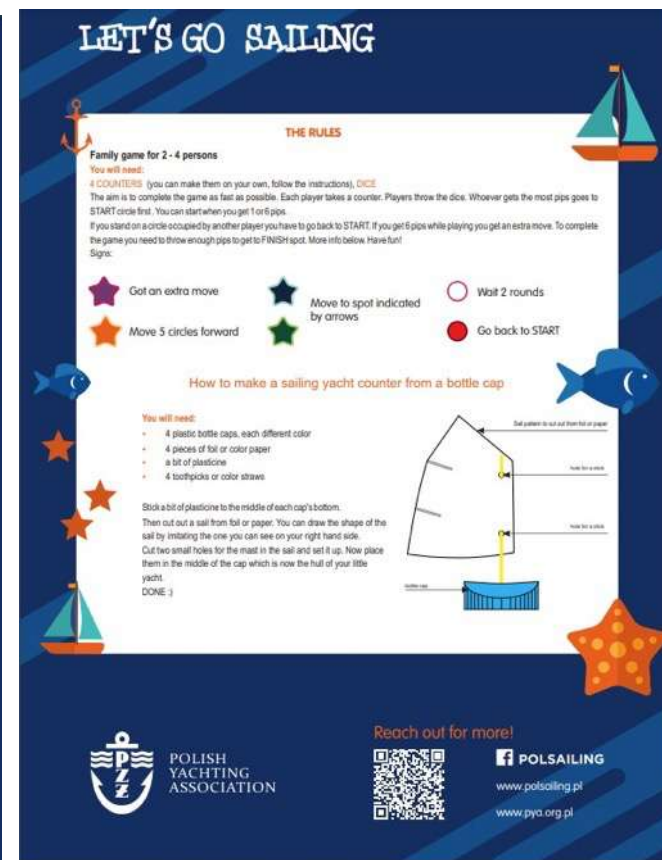 LET'S GO SAILING
THE RULES
Family game for 2 - 4 persons
You will need:
4 COUNTERS (you can make them on your own, follow the instructions), DICE
The aim is to complete the game as fast as possible. Each player takes a counter. Players throw the dice. Whoever gets the most pips goes to
START circle first. You can start when you get 1 or 6 pips.
If you stand on a circle occupied by another player you have to go back to START. If you get 6 pips while playing you get an extra move. To complete
the game you need to throw enough pips to get to FINISH spot. More info below. Have fun!
Signs:
Got an extra move
Move 5 circles forward
Move to spot indicated
by arrows
Wait 2 rounds
Go back to START
How to make a sailing yacht counter from a bottle cap
You will need:
• 4 plastic bottle caps, each different color
• 4 pieces of foil or color paper
• a bit of plasticine
• 4 toothpicks or color straws
Stick a bit of plasticine to the middle of each cap's bottom.
Then cut out a sail from foil or paper. You can draw the shape of the
sail by imitating the one you can see on your right hand side.
Cut two small holes for the mast in the sail and set it up. Now place
them in the middle of the cap which is now the hull of your little
yacht.
DONE :)
Sail pattern to cut out from foil or paper
hole for a stick
hole for a stick
bottle cap
PZŻ
POLISH
YACHTING
ASSOCIATION
Reach out for more!
POLSAILING
www.polsailing.pl
www.pya.org.pl